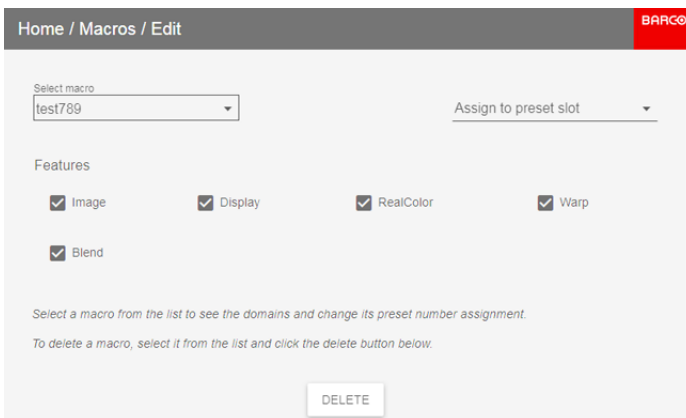 Home / Macros / Edit
BARCO
Select macro
test789
Assign to preset slot
Features
Image Display RealColor Warp
Blend
Select a macro from the list to see the domains and change its preset number assignment.
To delete a macro, select it from the list and click the delete button below.
DELETE